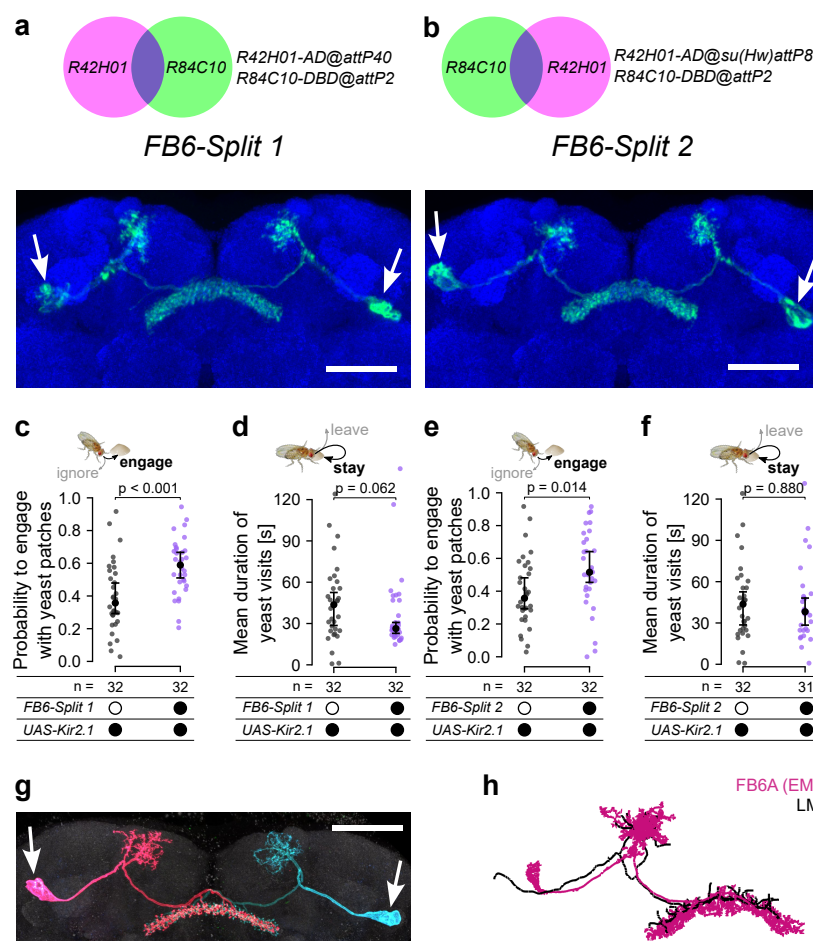 a
R42H01
R84C10
R42H01-AD@attP40
R84C10-DBD@attP2
FB6-Split 1
b
R84C10
R42H01
R42H01-AD@su(Hw)attP8
R84C10-DBD@attP2
FB6-Split 2
c
ignore
engage
p < 0.001
Probability to engage
with yeast patches
1.0
0.8
0.6
0.4
0.2
0.0
n = 32 32
FB6-Split 1
UAS-Kir2.1
d
leave
stay
p = 0.062
Mean duration of
yeast visits [s]
120
90
60
30
0
n = 32 32
FB6-Split 1
UAS-Kir2.1
e
ignore
engage
p = 0.014
Probability to engage
with yeast patches
1.0
0.8
0.6
0.4
0.2
0.0
n = 32 32
FB6-Split 2
UAS-Kir2.1
f
leave
stay
p = 0.880
Mean duration of
yeast visits [s]
120
90
60
30
0
n = 32 31
FB6-Split 2
UAS-Kir2.1
g
h
FB6A (EM
LM